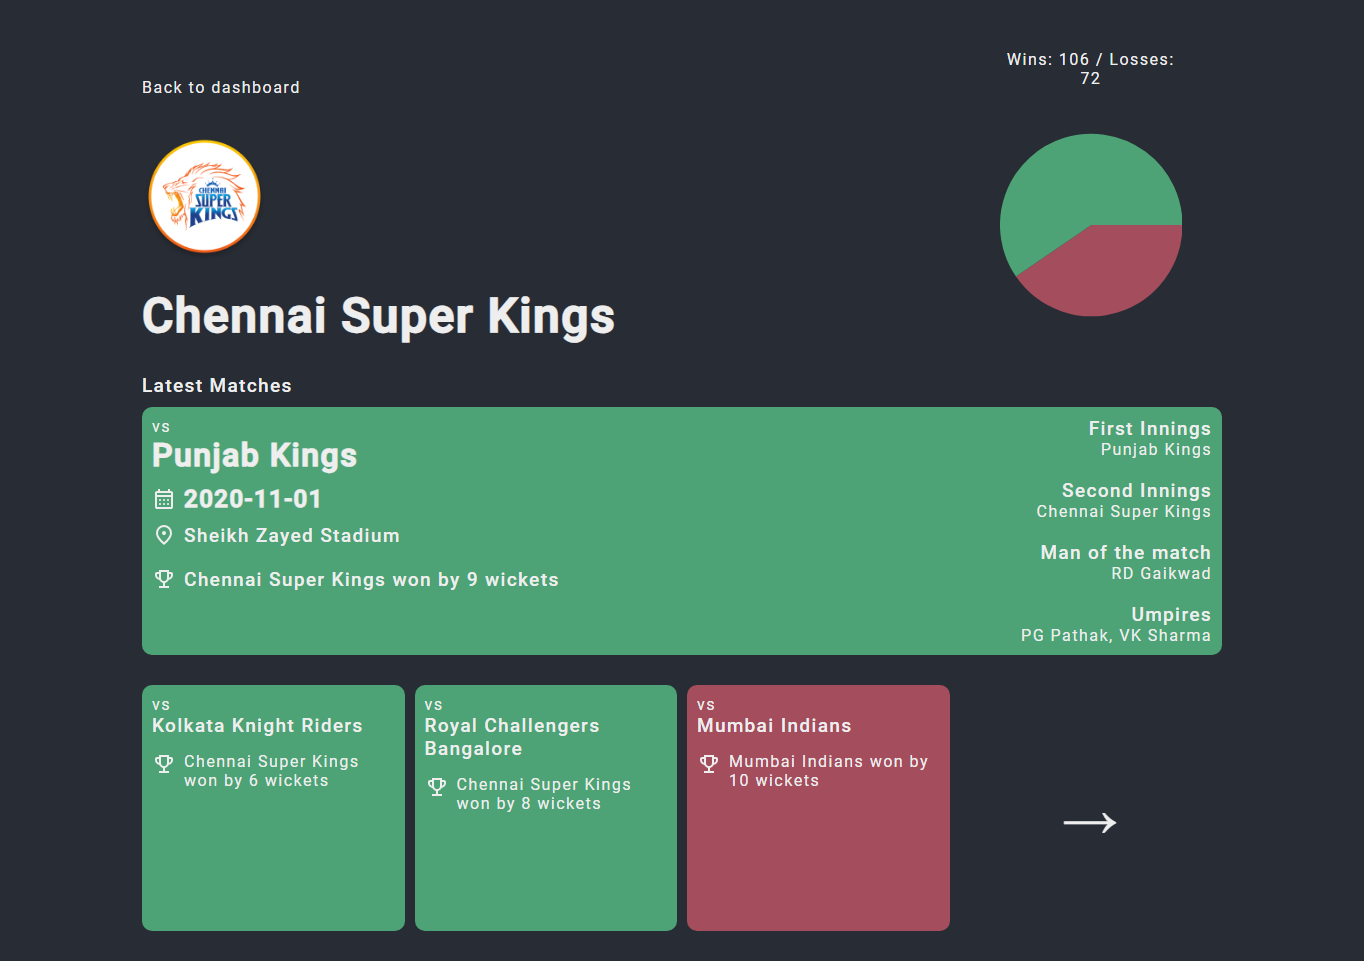 Back to dashboard
Wins: 106 / Losses:
72
CHENNAI
SUPER
KINGS
Chennai Super Kings
Latest Matches
vs
Punjab Kings
2020-11-01
Sheikh Zayed Stadium
Chennai Super Kings won by 9 wickets
First Innings
Punjab Kings
Second Innings
Chennai Super Kings
Man of the match
RD Gaikwad
Umpires
PG Pathak, VK Sharma
vs
Kolkata Knight Riders
Chennai Super Kings
won by 6 wickets
vs
Royal Challengers
Bangalore
Chennai Super Kings
won by 8 wickets
vs
Mumbai Indians
Mumbai Indians won by
10 wickets